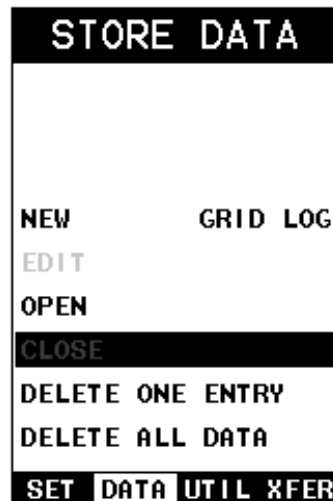 STORE DATA
NEW GRID LOG
EDIT
OPEN
CLOSE
DELETE ONE ENTRY
DELETE ALL DATA
SET DATA UTIL XFER